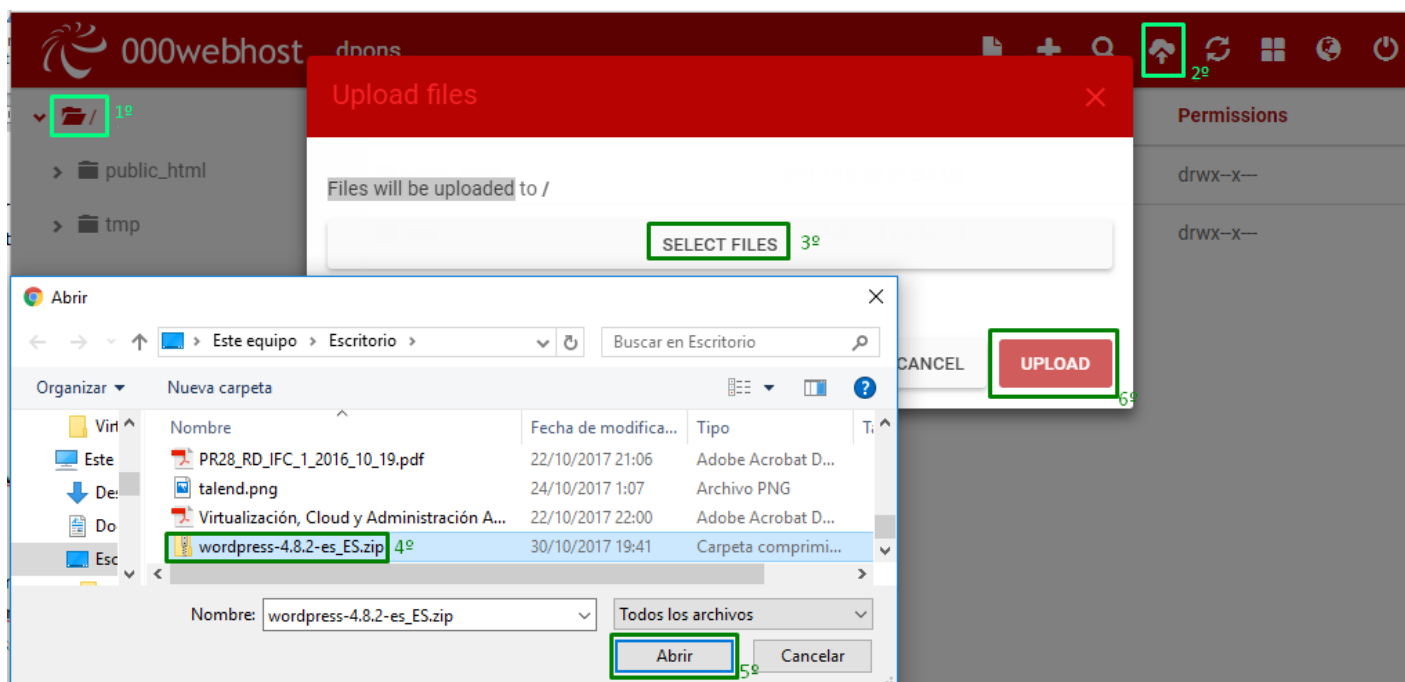 000webhost dpons
2º
Upload files
/ 1º
Permissions
public_html
drwx--x---
Files will be uploaded to /
tmp
drwx--x---
SELECT FILES 3º
Abrir
Este equipo > Escritorio >
Buscar en Escritorio
CANCEL
UPLOAD
6º
Organizar
Nueva carpeta
Nombre
Fecha de modifica...
Tipo
Virt
Este
PR28_RD_IFC_1_2016_10_19.pdf 22/10/2017 21:06 Adobe Acrobat D...
talend.png 24/10/2017 1:07 Archivo PNG
Virtualización, Cloud y Administración A... 22/10/2017 22:00 Adobe Acrobat D...
Do
wordpress-4.8.2-es_ES.zip 4º 30/10/2017 19:41 Carpeta comprimi...
Esc
Nombre: wordpress-4.8.2-es_ES.zip
Todos los archivos
Abrir
5º
Cancelar